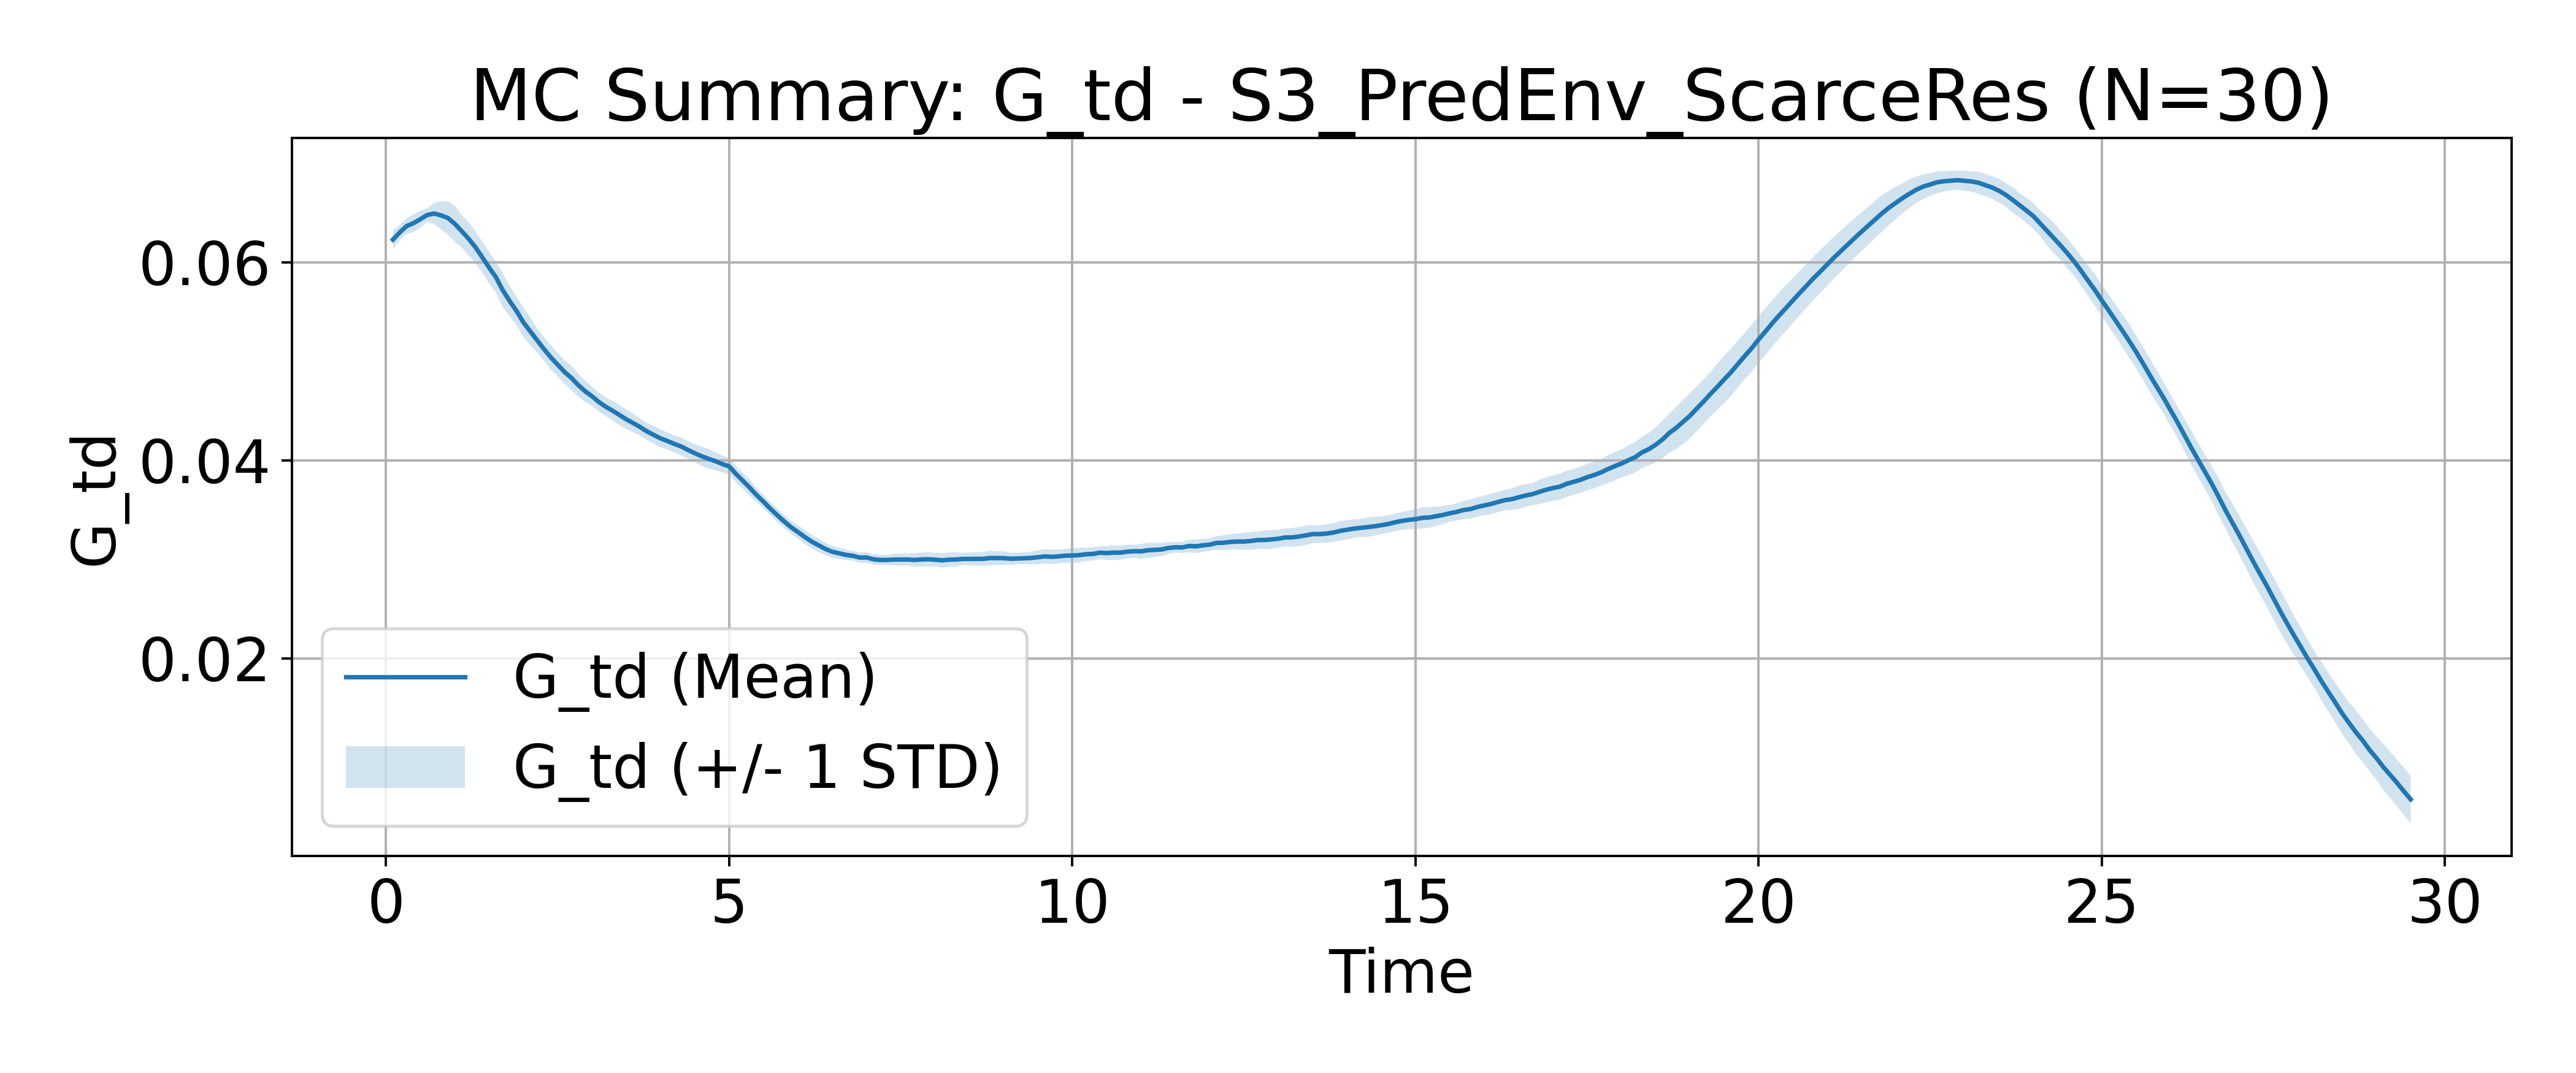 MC Summary: G_td - S3_PredEnv_ScarceRes (N=30)
G_td
0.06
0.04
0.02
G_td (Mean)
G_td (+/- 1 STD)
0 5 10 15 20 25 30
Time